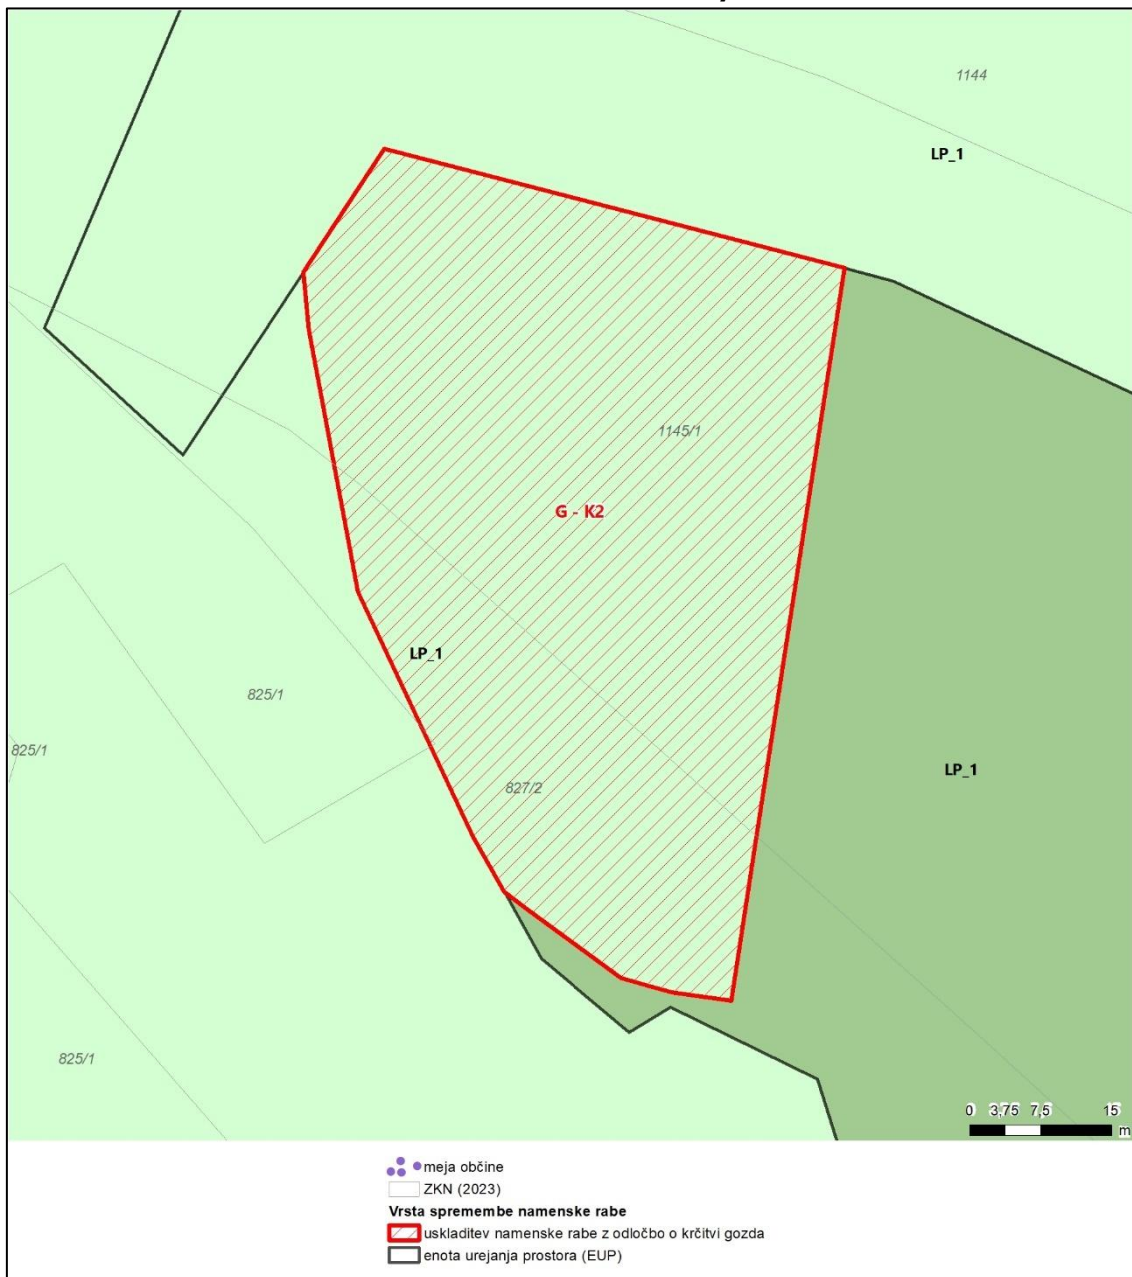 1144
LP_1
1145/1
G - K2
LP_1
825/1
825/1
LP_1
827/2
825/1
0 3,75 7,5 15
m
meja občine
ZKN (2023)
Vrsta spremembe namenske rabe
uskladitev namenske rabe z odločbo o krčitvi gozda
enota urejanja prostora (EUP)